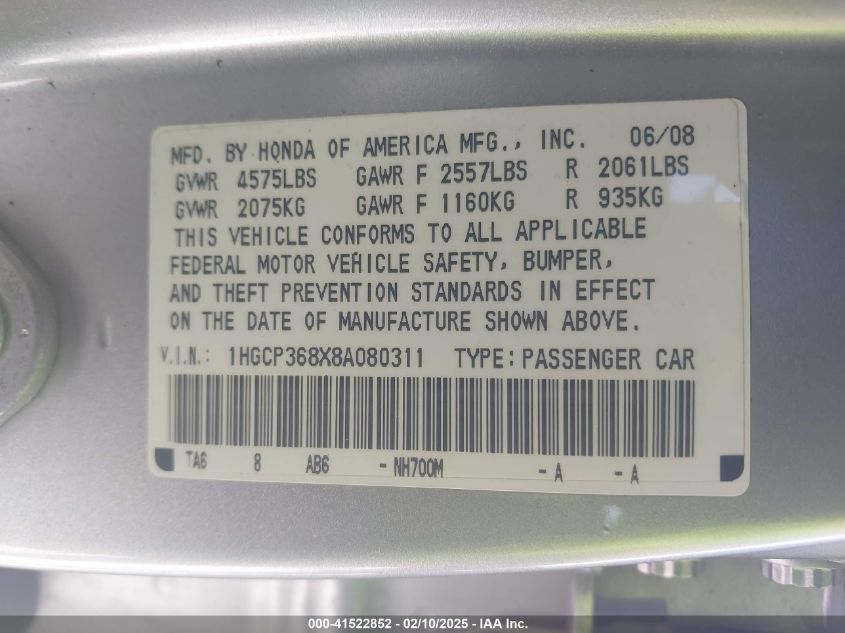 MFD. BY HONDA OF AMERICA MFG., INC. 06/08
GVWR 4575LBS GAWR F 2557LBS R 2061LBS
GVWR 2075KG GAWR F 1160KG R 935KG
THIS VEHICLE CONFORMS TO ALL APPLICABLE
FEDERAL MOTOR VEHICLE SAFETY, BUMPER,
AND THEFT PREVENTION STANDARDS IN EFFECT
ON THE DATE OF MANUFACTURE SHOWN ABOVE.
V.I.N.: 1HGCP368X8A080311 TYPE: PASSENGER CAR
TA6 8 AB6 - NH700M - A - A
000-41522852 - 02/10/2025 - IAA Inc.